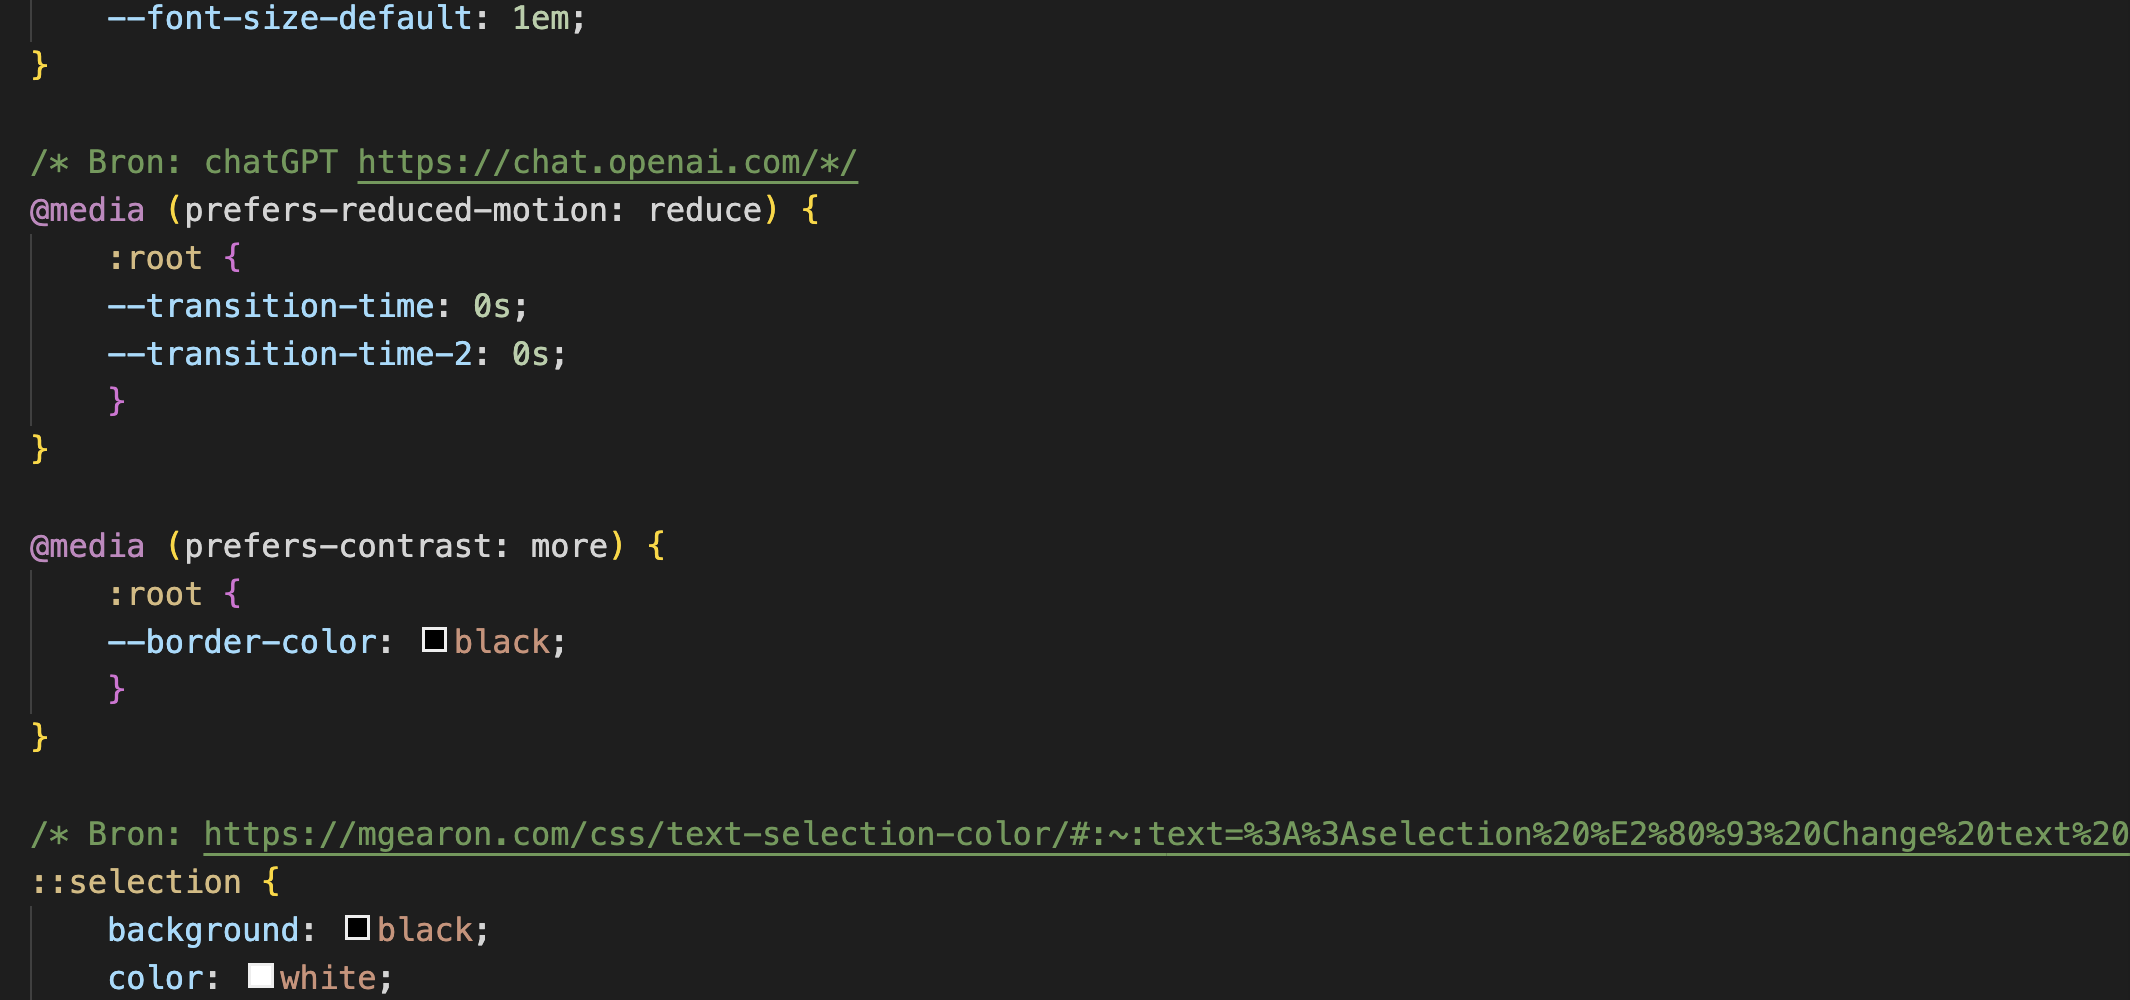 --font-size-default: 1em;
}
/* Bron: chatGPT https://chat.openai.com/*/
@media (prefers-reduced-motion: reduce) {
:root {
--transition-time: 0s;
--transition-time-2: 0s;
}
}
@media (prefers-contrast: more) {
:root {
--border-color: black;
}
}
/* Bron: https://mgearon.com/css/text-selection-color/#:~:text=%3A%3Aselection%20%E2%80%93%20Change%20text%20
::selection {
background: black;
color: white;